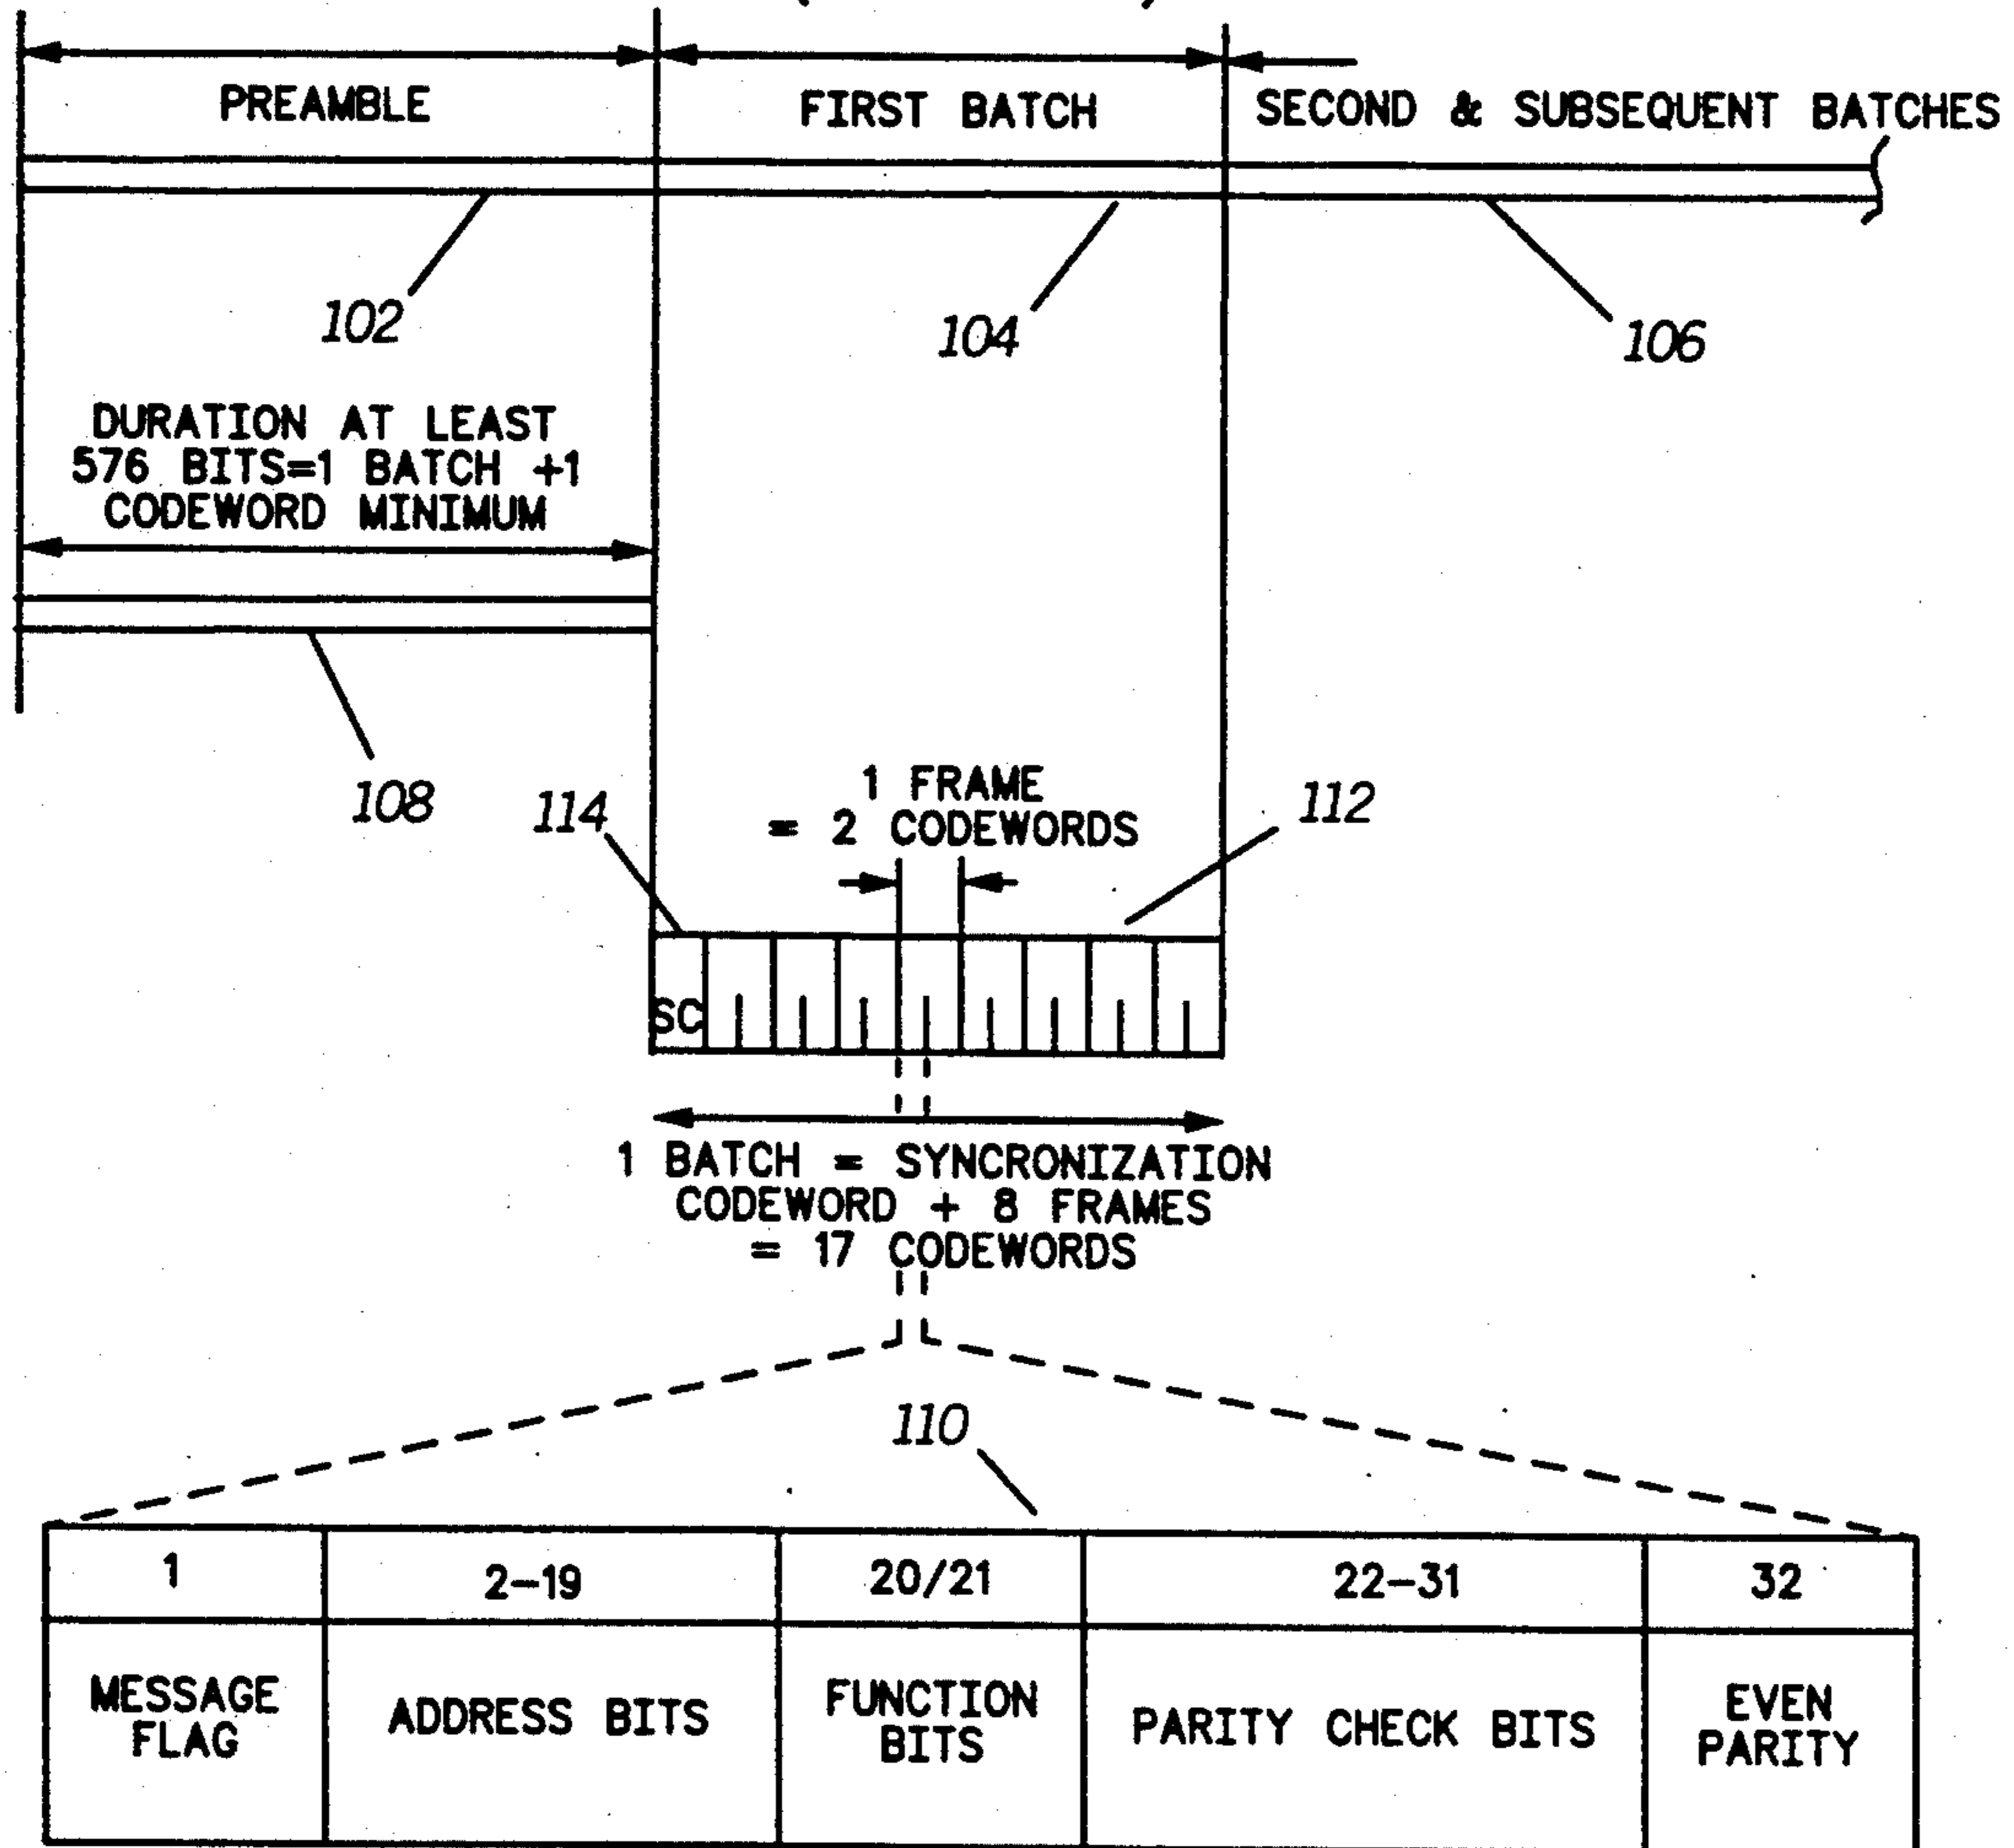 PREAMBLE
FIRST BATCH
SECOND & SUBSEQUENT BATCHES
102
104
106
DURATION AT LEAST
576 BITS=1 BATCH +1
CODEWORD MINIMUM
108
114
1 FRAME
= 2 CODEWORDS
112
SC
1 BATCH = SYNCRONIZATION
CODEWORD + 8 FRAMES
= 17 CODEWORDS
110
1
2-19
20/21
22-31
32
MESSAGE
FLAG
ADDRESS BITS
FUNCTION
BITS
PARITY CHECK BITS
EVEN
PARITY